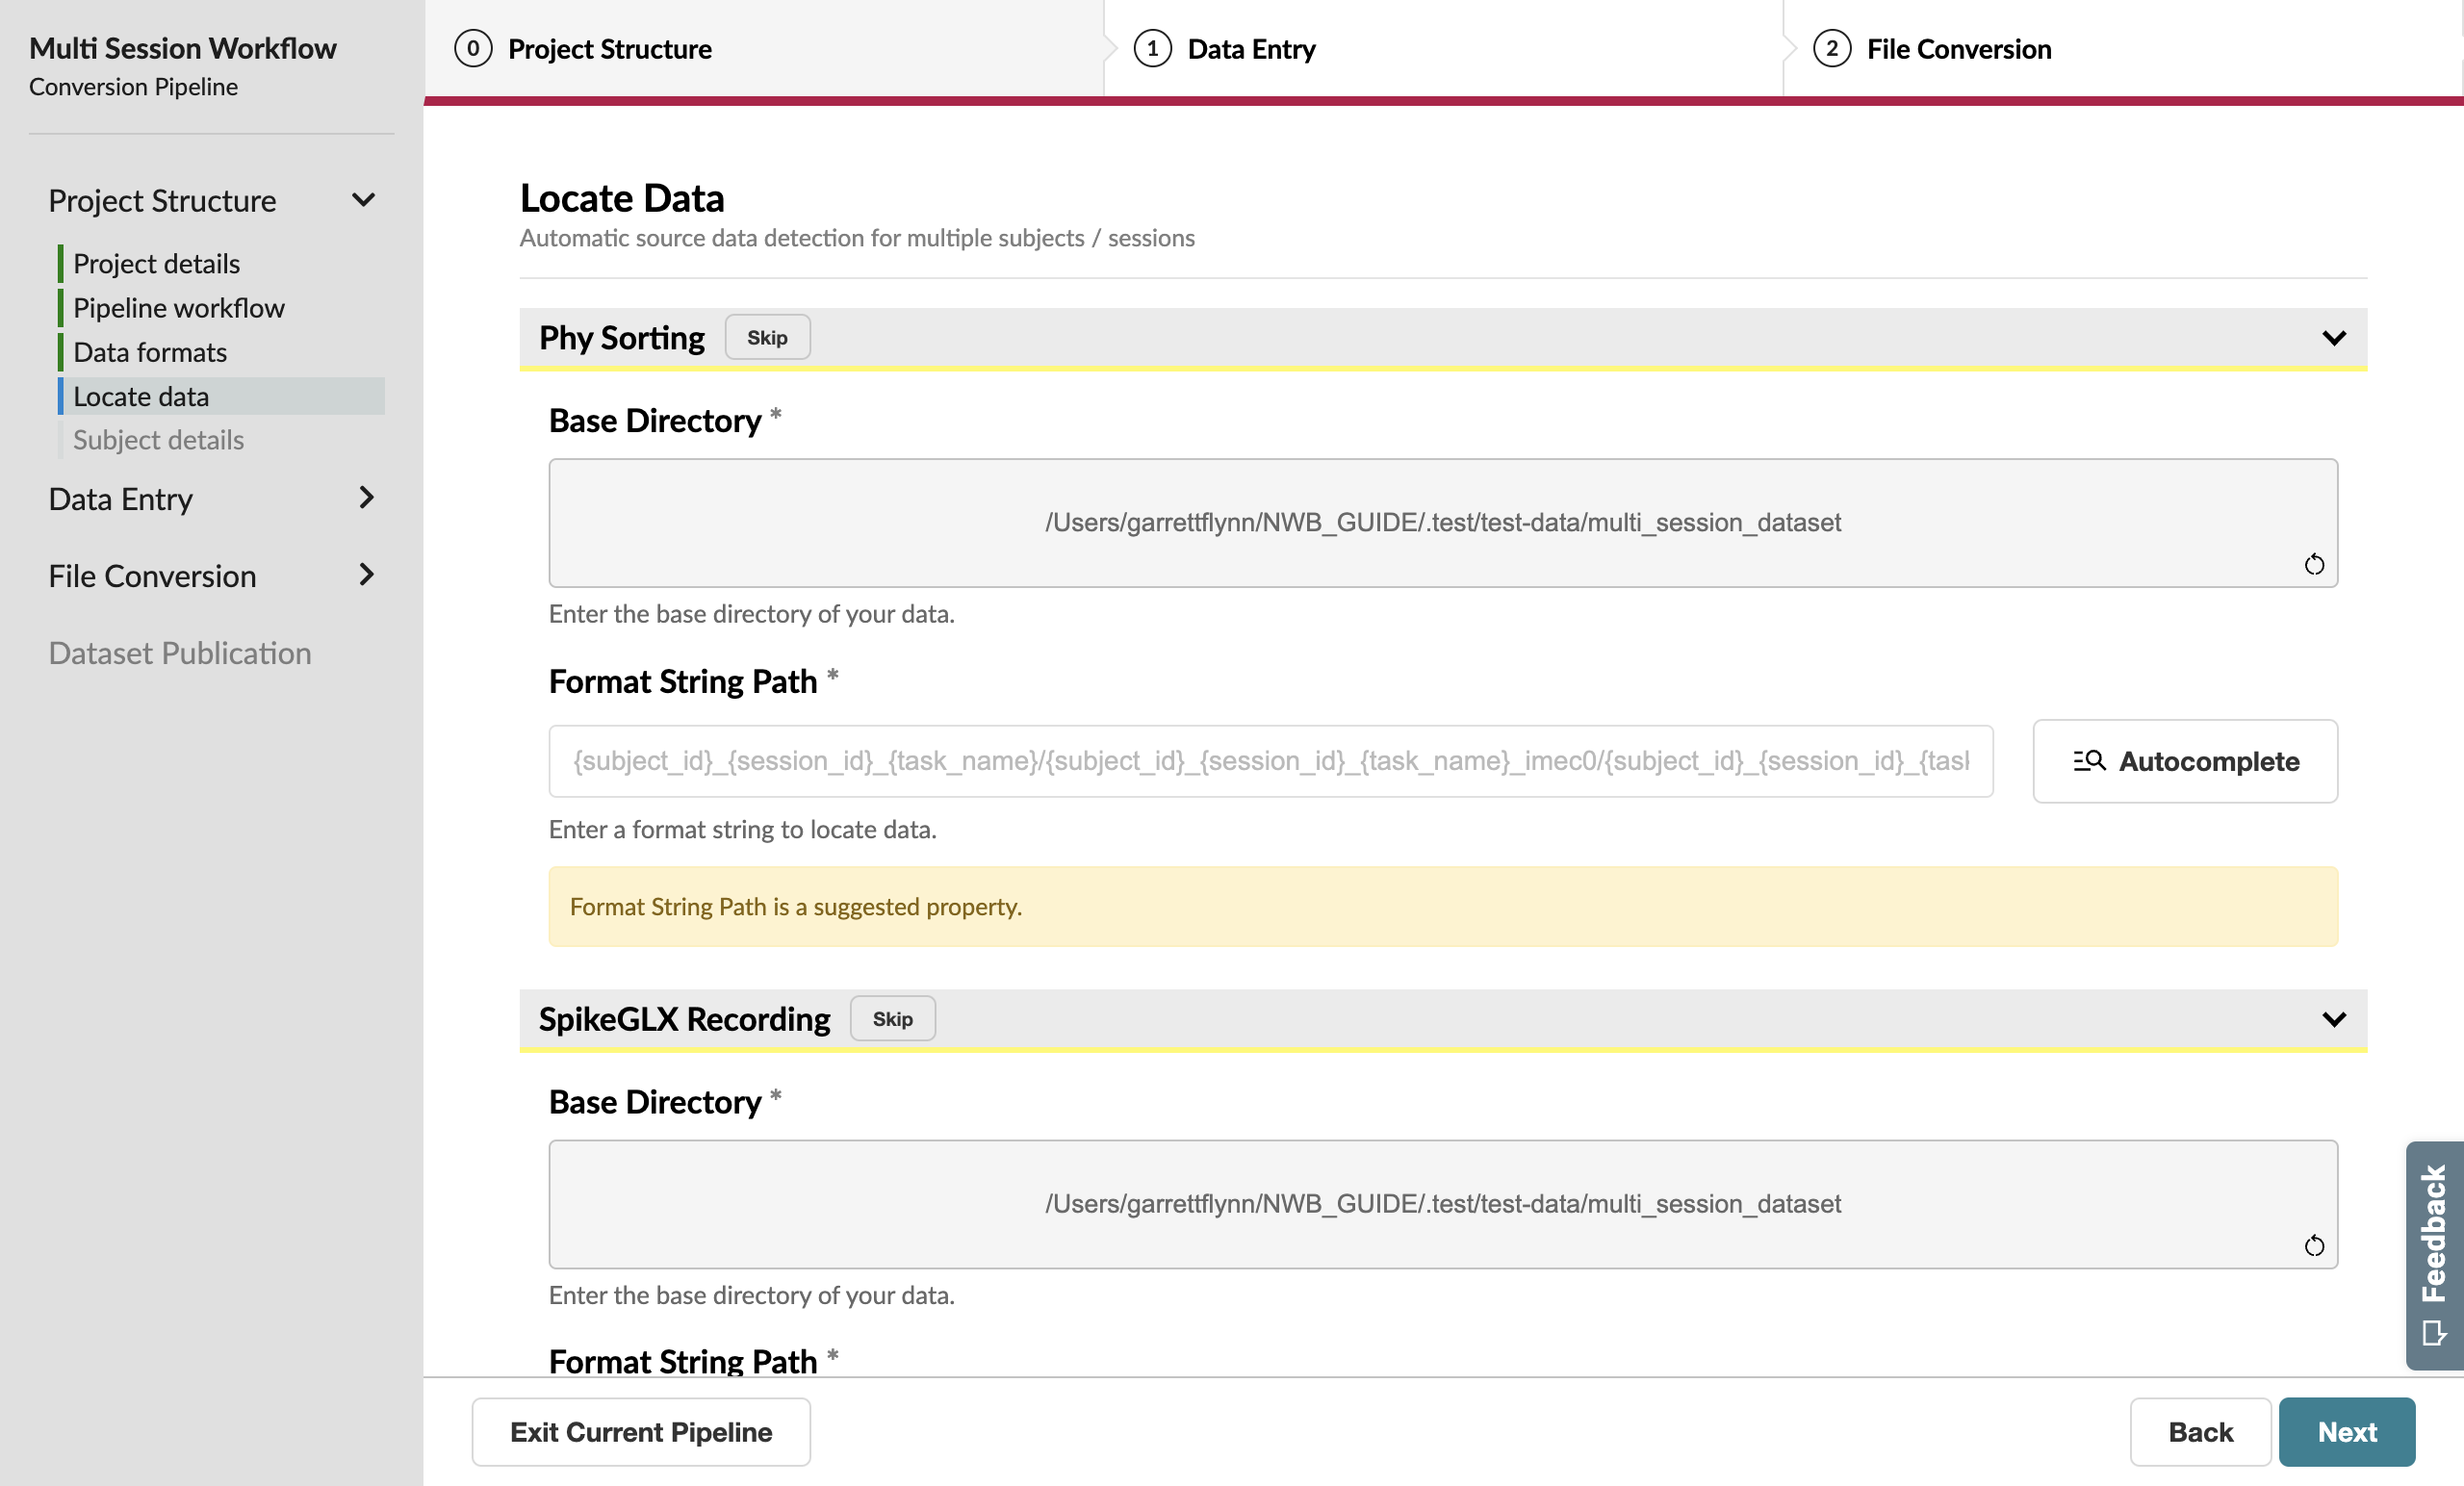 Multi Session Workflow
Conversion Pipeline
Project Structure
Project details
Pipeline workflow
Data formats
Locate data
Subject details
Data Entry
File Conversion
Dataset Publication
0 Project Structure
1 Data Entry
2 File Conversion
Locate Data
Automatic source data detection for multiple subjects / sessions
Phy Sorting Skip
Base Directory *
/Users/garrettflynn/NWB_GUIDE/.test/test-data/multi_session_dataset
Enter the base directory of your data.
Format String Path *
{subject_id}_{session_id}_{task_name}/{subject_id}_{session_id}_{task_name}_imec0/{subject_id}_{session_id}_{tas
Autocomplete
Enter a format string to locate data.
Format String Path is a suggested property.
SpikeGLX Recording Skip
Base Directory *
/Users/garrettflynn/NWB_GUIDE/.test/test-data/multi_session_dataset
Enter the base directory of your data.
Format String Path *
Feedback
Exit Current Pipeline
Back
Next